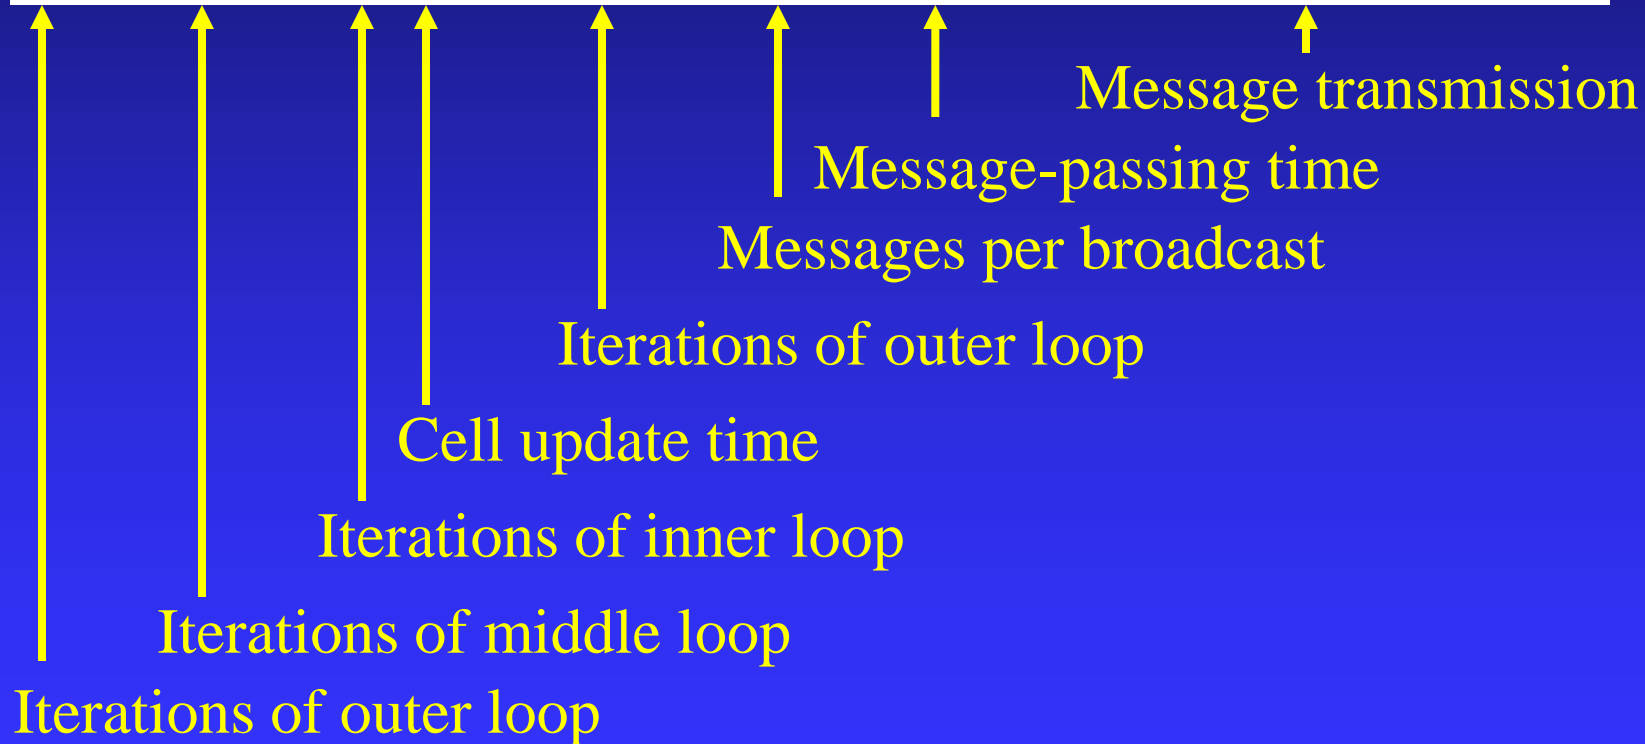 Message transmission
Message-passing time
Messages per broadcast
Iterations of outer loop
Cell update time
Iterations of inner loop
Iterations of middle loop
Iterations of outer loop